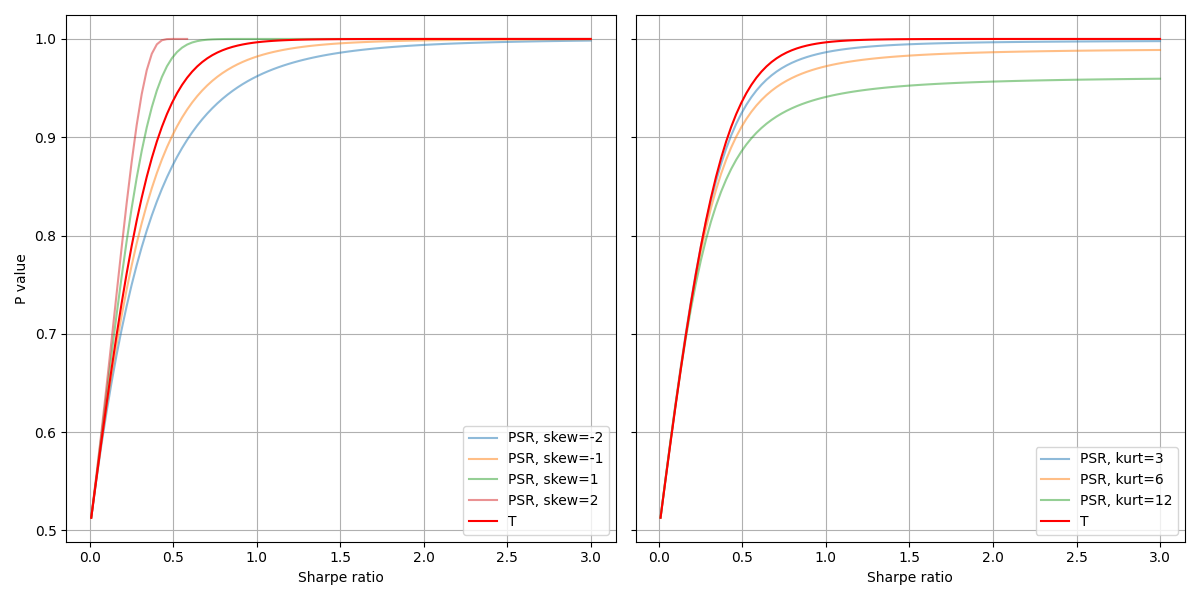 P value
1.0
0.9
0.8
0.7
0.6
0.5
PSR, skew=-2
PSR, skew=-1
PSR, skew=1
PSR, skew=2
T
0.0 0.5 1.0 1.5 2.0 2.5 3.0
Sharpe ratio
PSR, kurt=3
PSR, kurt=6
PSR, kurt=12
T
0.0 0.5 1.0 1.5 2.0 2.5 3.0
Sharpe ratio